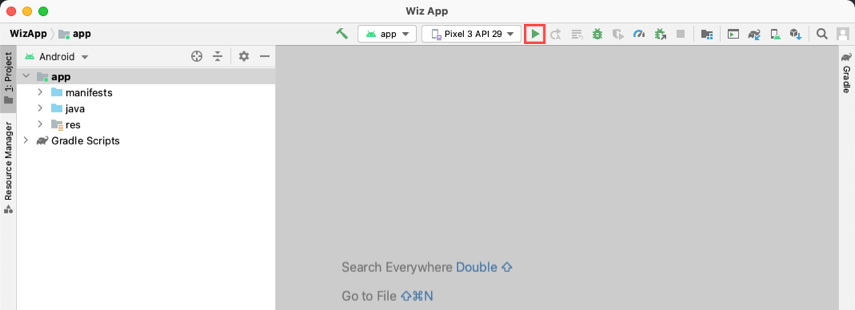 Wiz App
WizApp app app Pixel 3 API 29
1: Project
Android
app
manifests
java
res
Gradle Scripts
Resource Manager
Gradle
Search Everywhere Double ⇧
Go to File ⇧⌘N